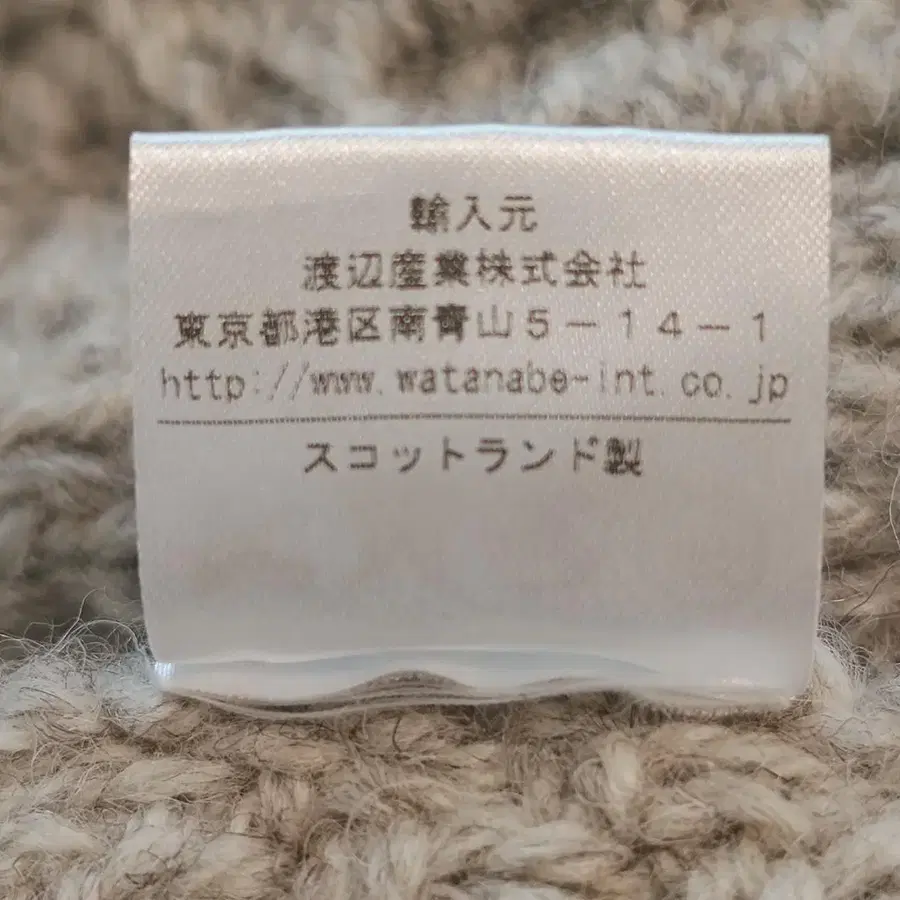 輸入元
渡辺産業株式会社
東京都港区南青山5－14－1
http://www.watanabe-int.co.jp
スコットランド製